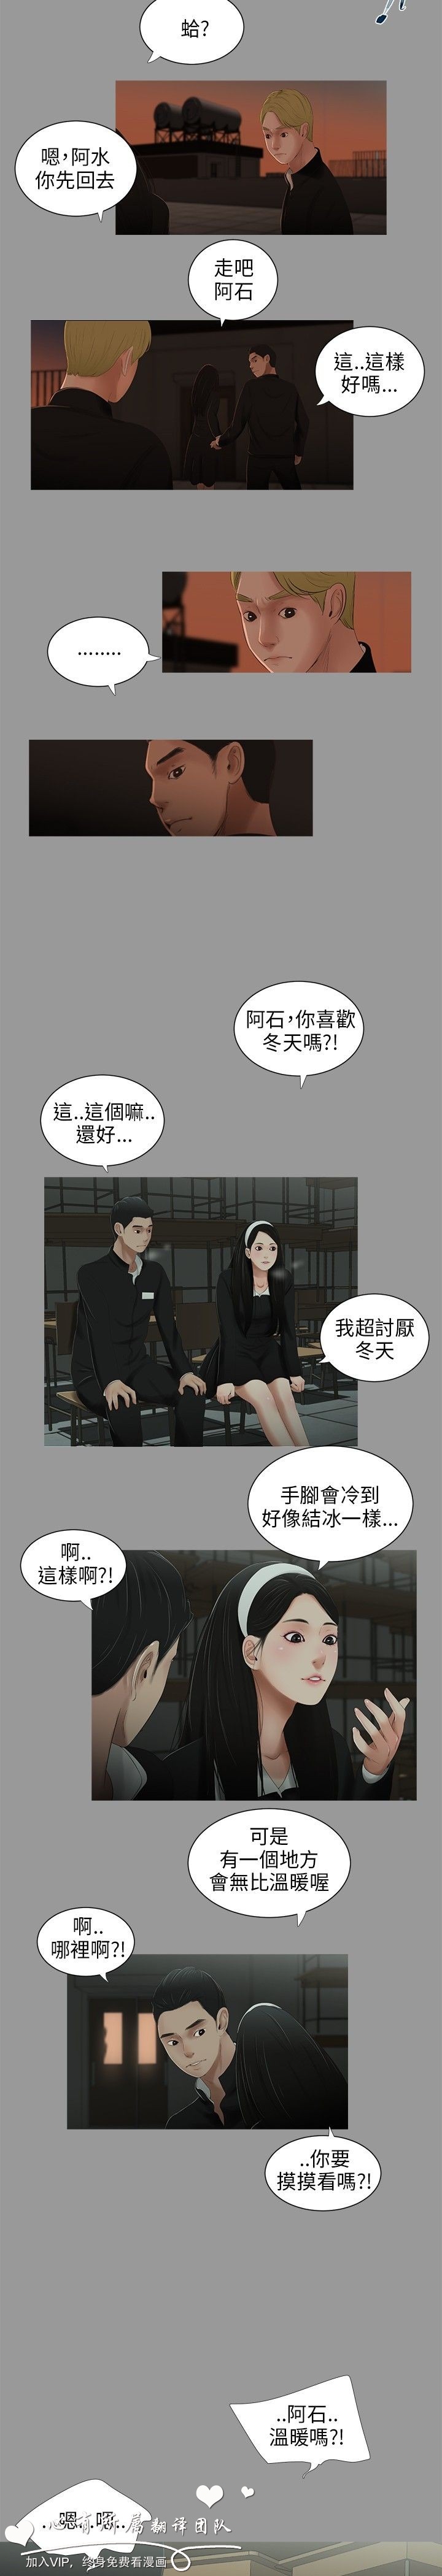 蛤?
嗯,阿水
你先回去
走吧
阿石
這..這樣
好嗎...
........
阿石,你喜歡
冬天嗎?!
這..這個嘛..
還好...
我超討厭
冬天
手腳會冷到
好像結冰一樣...
啊..
這樣啊?!
可是
有一個地方
會無比溫暖喔
啊..
哪裡啊?!
..你要
摸摸看嗎?!
..阿石..
溫暖嗎?!
..嗯..嗯..
心有所属翻译团队
加入VIP，终身免费看漫画